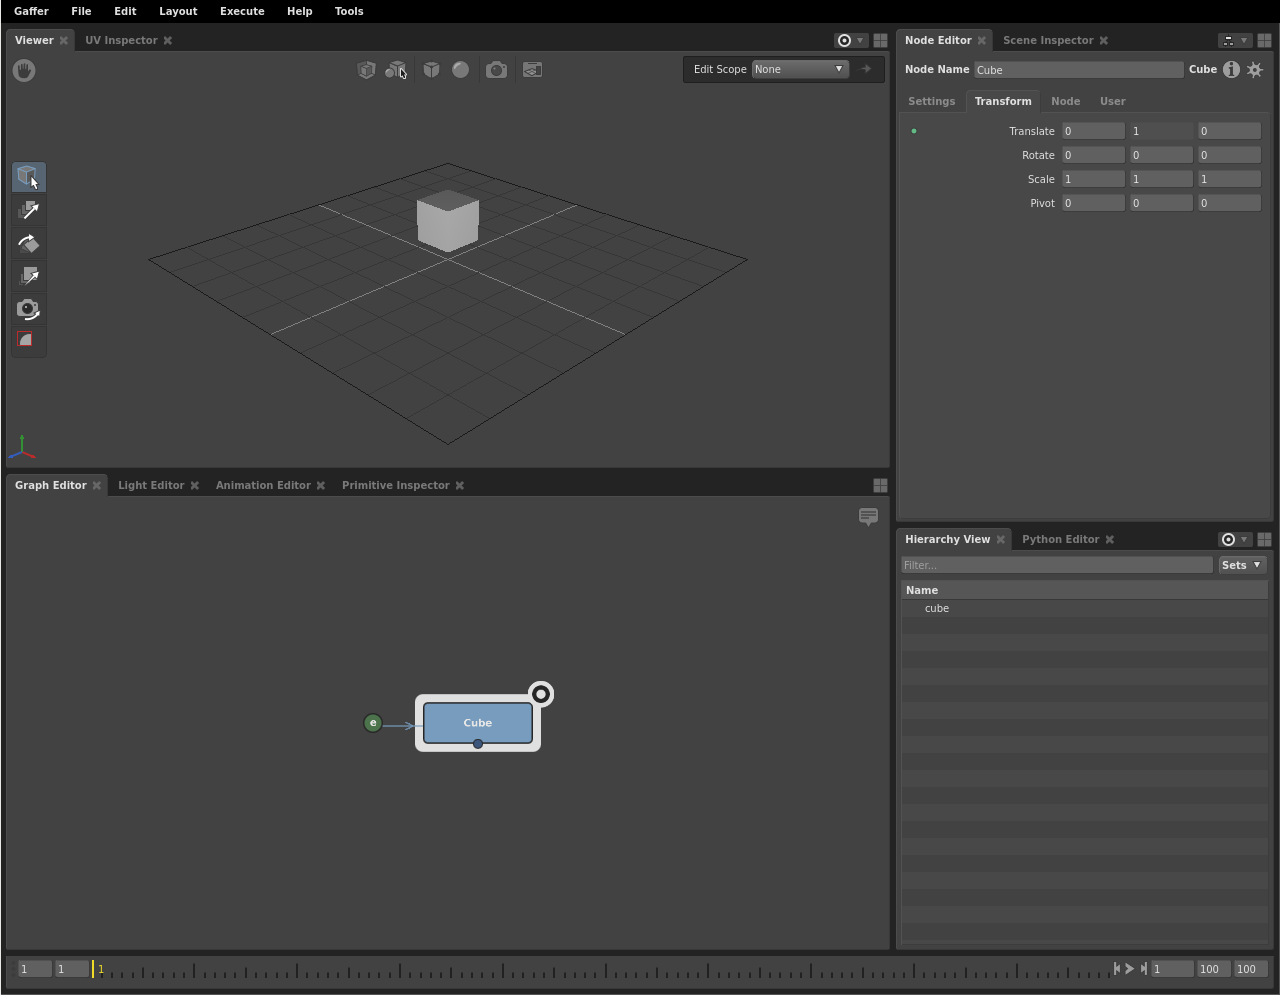 Gaffer File Edit Layout Execute Help Tools
Viewer UV Inspector
Edit Scope None
Node Editor Scene Inspector
Node Name Cube Cube
Settings Transform Node User
Translate 0 1 0
Rotate 0 0 0
Scale 1 1 1
Pivot 0 0 0
Graph Editor Light Editor Animation Editor Primitive Inspector
e Cube
Hierarchy View Python Editor
Filter... Sets
Name
cube
1 1 1 1 100 100